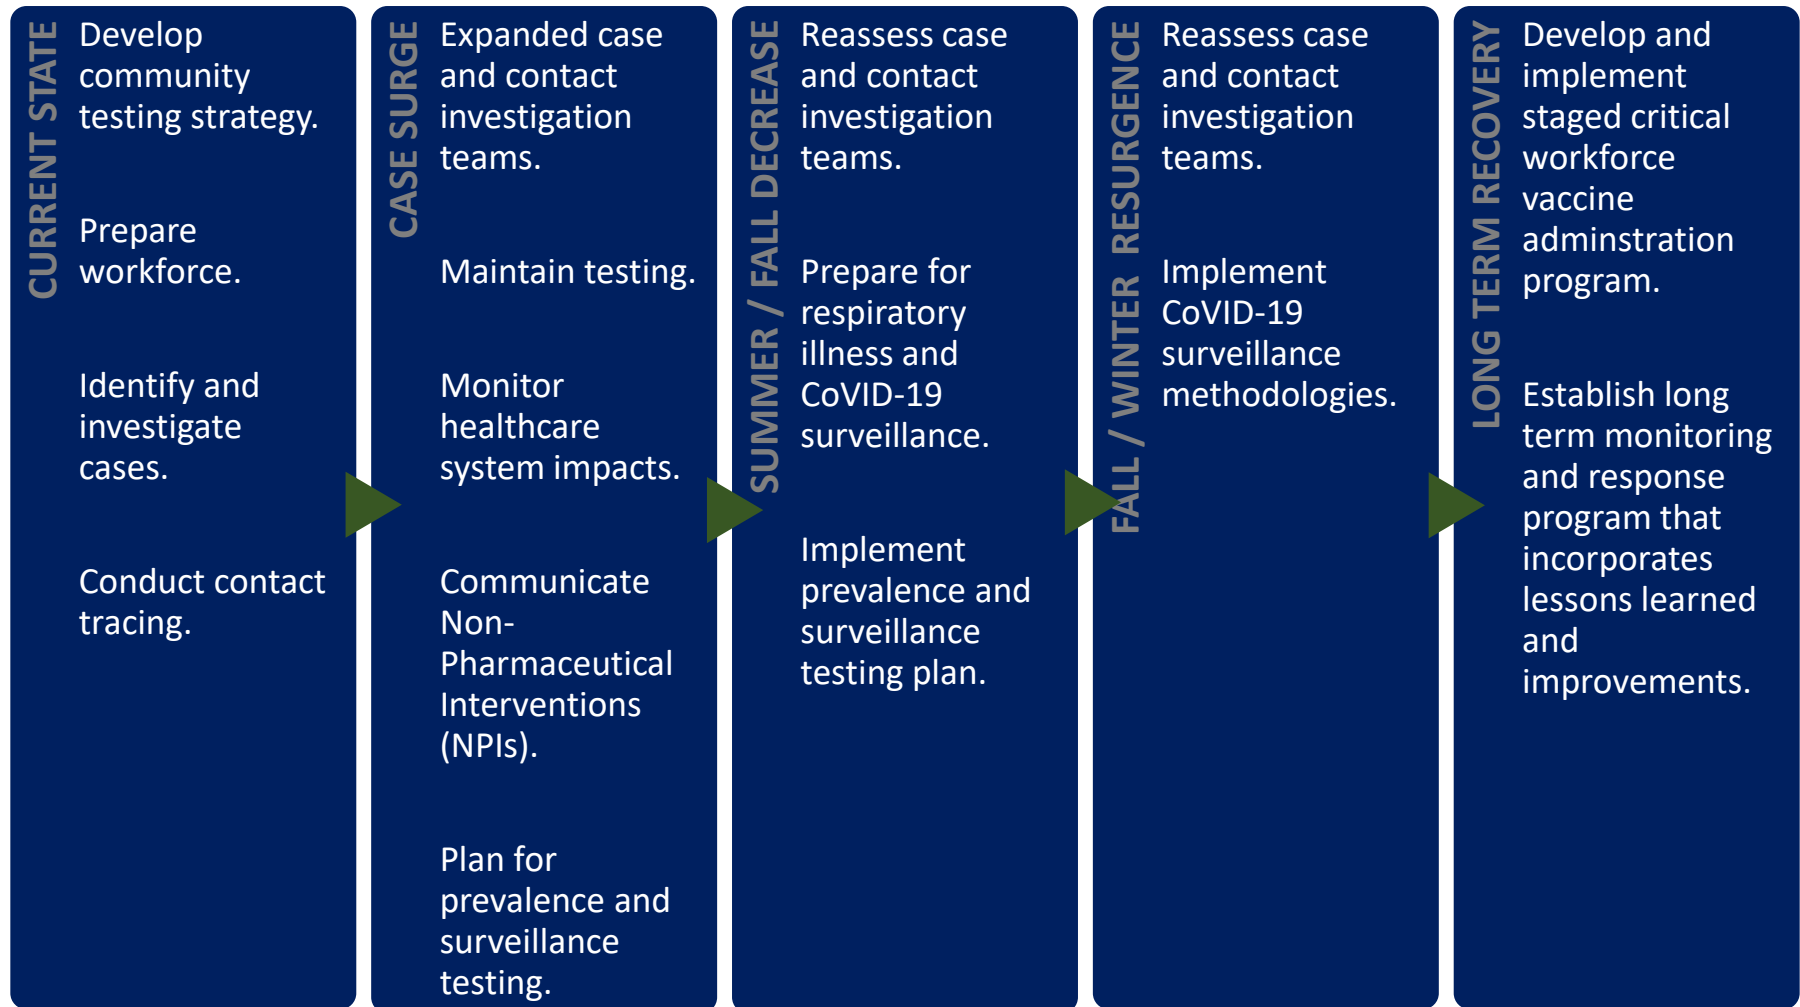 CURRENT STATE
Develop
community
testing strategy.
Prepare
workforce.
Identify and
investigate
cases.
Conduct contact
tracing.
CASE SURGE
Expanded case
and contact
investigation
teams.
Maintain testing.
Monitor
healthcare
system impacts.
Communicate
Non-
Pharmaceutical
Interventions
(NPIs).
Plan for
prevalence and
surveillance
testing.
SUMMER / FALL DECREASE
Reassess case
and contact
investigation
teams.
Prepare for
respiratory
illness and
CoVID-19
surveillance.
Implement
prevalence and
surveillance
testing plan.
FALL / WINTER RESURGENCE
Reassess case
and contact
investigation
teams.
Implement
CoVID-19
surveillance
methodologies.
LONG TERM RECOVERY
Develop and
implement
staged critical
workforce
vaccine
adminstration
program.
Establish long
term monitoring
and response
program that
incorporates
lessons learned
and
improvements.